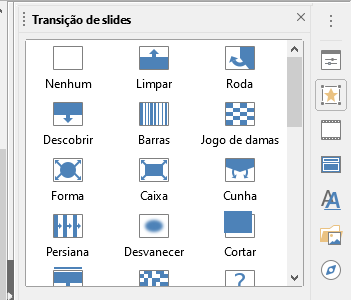 Transição de slides
Nenhum Limpar Roda
Descobrir Barras Jogo de damas
Forma Caixa Cunha
Persiana Desvanecer Cortar
?